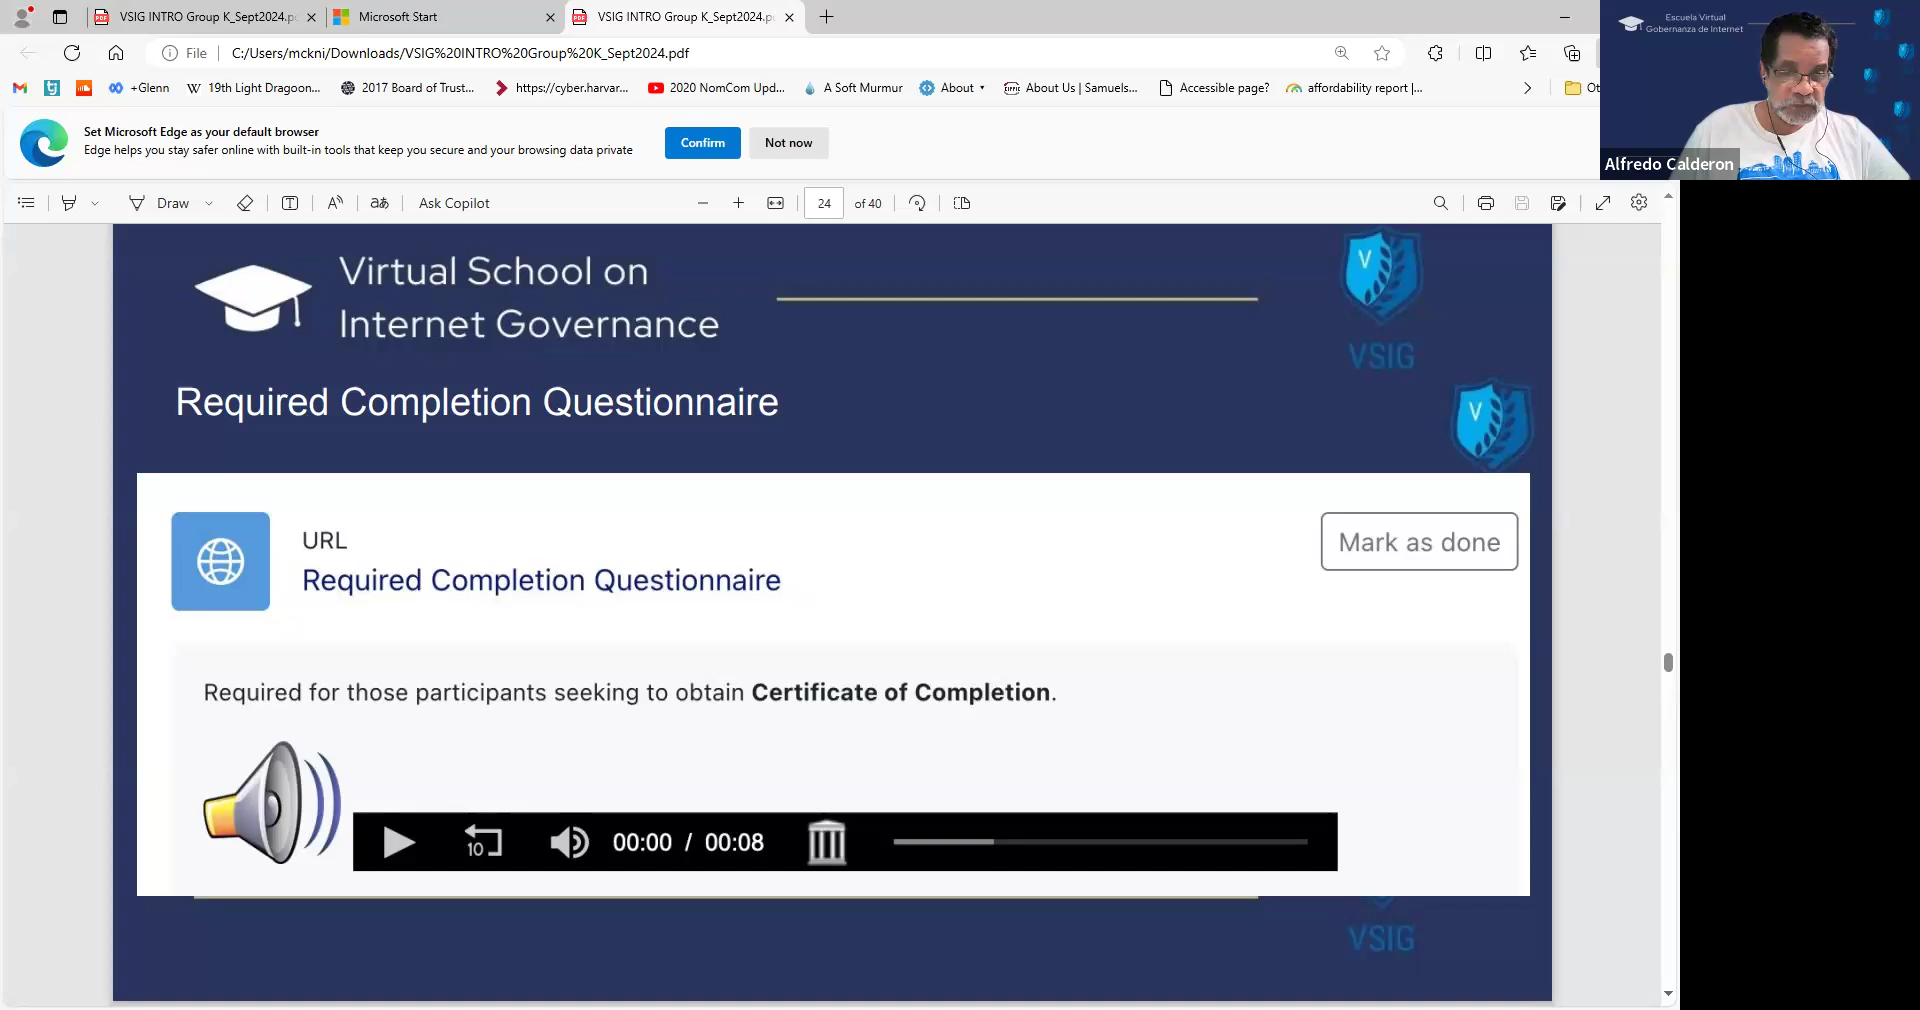 VSIG INTRO Group K_Sept2024.p
Microsoft Start
VSIG INTRO Group K_Sept2024.p
File
C:/Users/mckni/Downloads/VSIG%20INTRO%20Group%20K_Sept2024.pdf
+Glenn
19th Light Dragoon...
2017 Board of Trust...
https://cyber.harvar...
2020 NomCom Upd...
A Soft Murmur
About
About Us | Samuels...
Accessible page?
affordability report |...
Ot
Set Microsoft Edge as your default browser
Edge helps you stay safer online with built-in tools that keep you secure and your browsing data private
Confirm
Not now
Escuela Virtual
Gobernanza de Internet
Alfredo Calderon
Draw
Ask Copilot
24
of 40
Virtual School on
Internet Governance
V
VSIG
Required Completion Questionnaire
V
URL
Required Completion Questionnaire
Mark as done
Required for those participants seeking to obtain Certificate of Completion.
10
00:00 / 00:08
VSIG